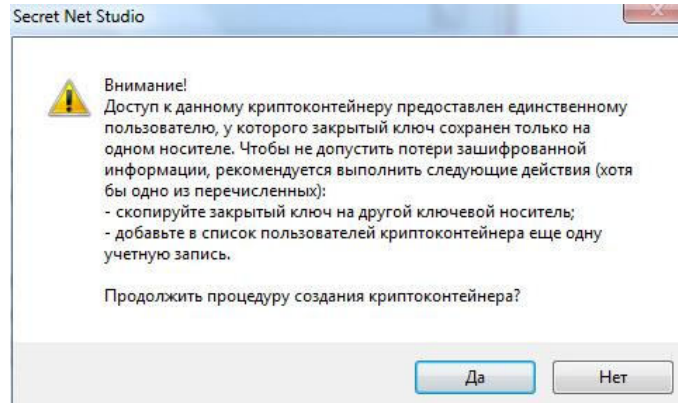 Secret Net Studio
Внимание!
Доступ к данному криптоконтейнеру предоставлен единственному
пользователю, у которого закрытый ключ сохранен только на
одном носителе. Чтобы не допустить потери зашифрованной
информации, рекомендуется выполнить следующие действия (хотя
бы одно из перечисленных):
- скопируйте закрытый ключ на другой ключевой носитель;
- добавьте в список пользователей криптоконтейнера еще одну
учетную запись.
Продолжить процедуру создания криптоконтейнера?
Да
Нет